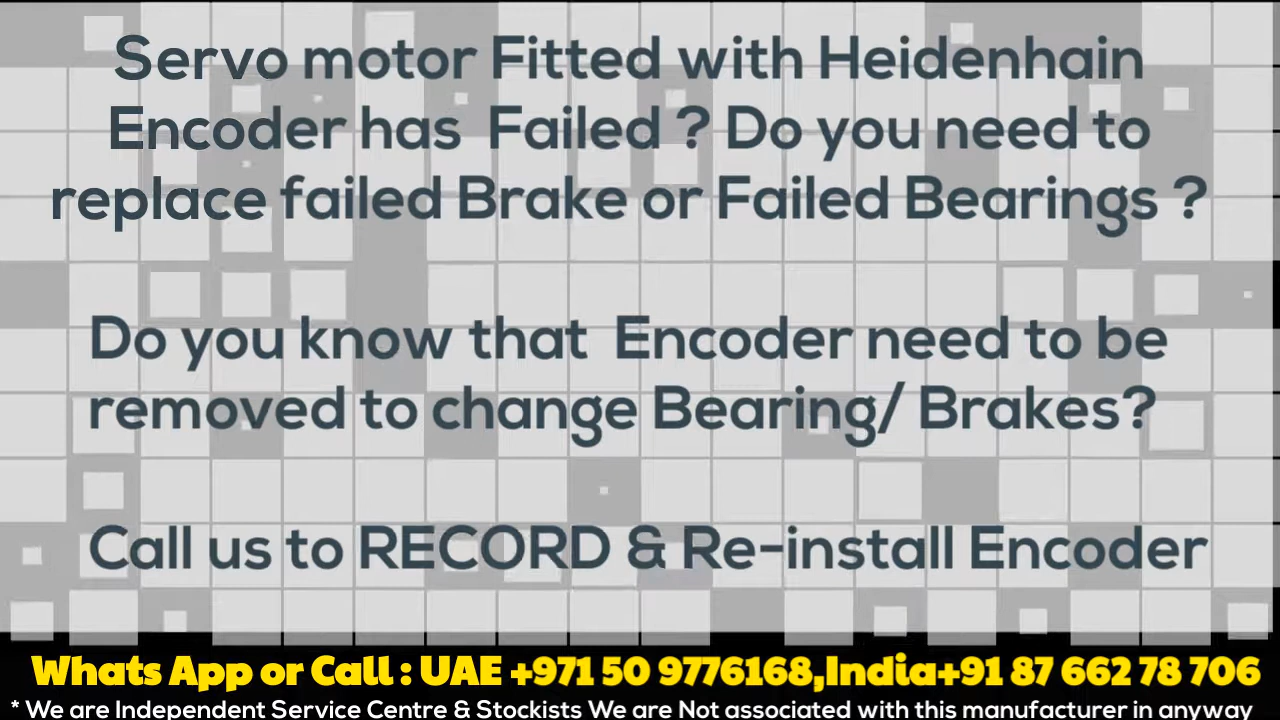 Servo motor Fitted with Heidenhain
Encoder has Failed ? Do you need to
replace failed Brake or Failed Bearings ?
Do you know that Encoder need to be
removed to change Bearing/ Brakes?
Call us to RECORD & Re-install Encoder
Whats App or Call : UAE +971 50 9776168,India+91 87 662 78 706
* We are Independent Service Centre & Stockists We are Not associated with this manufacturer in anyway